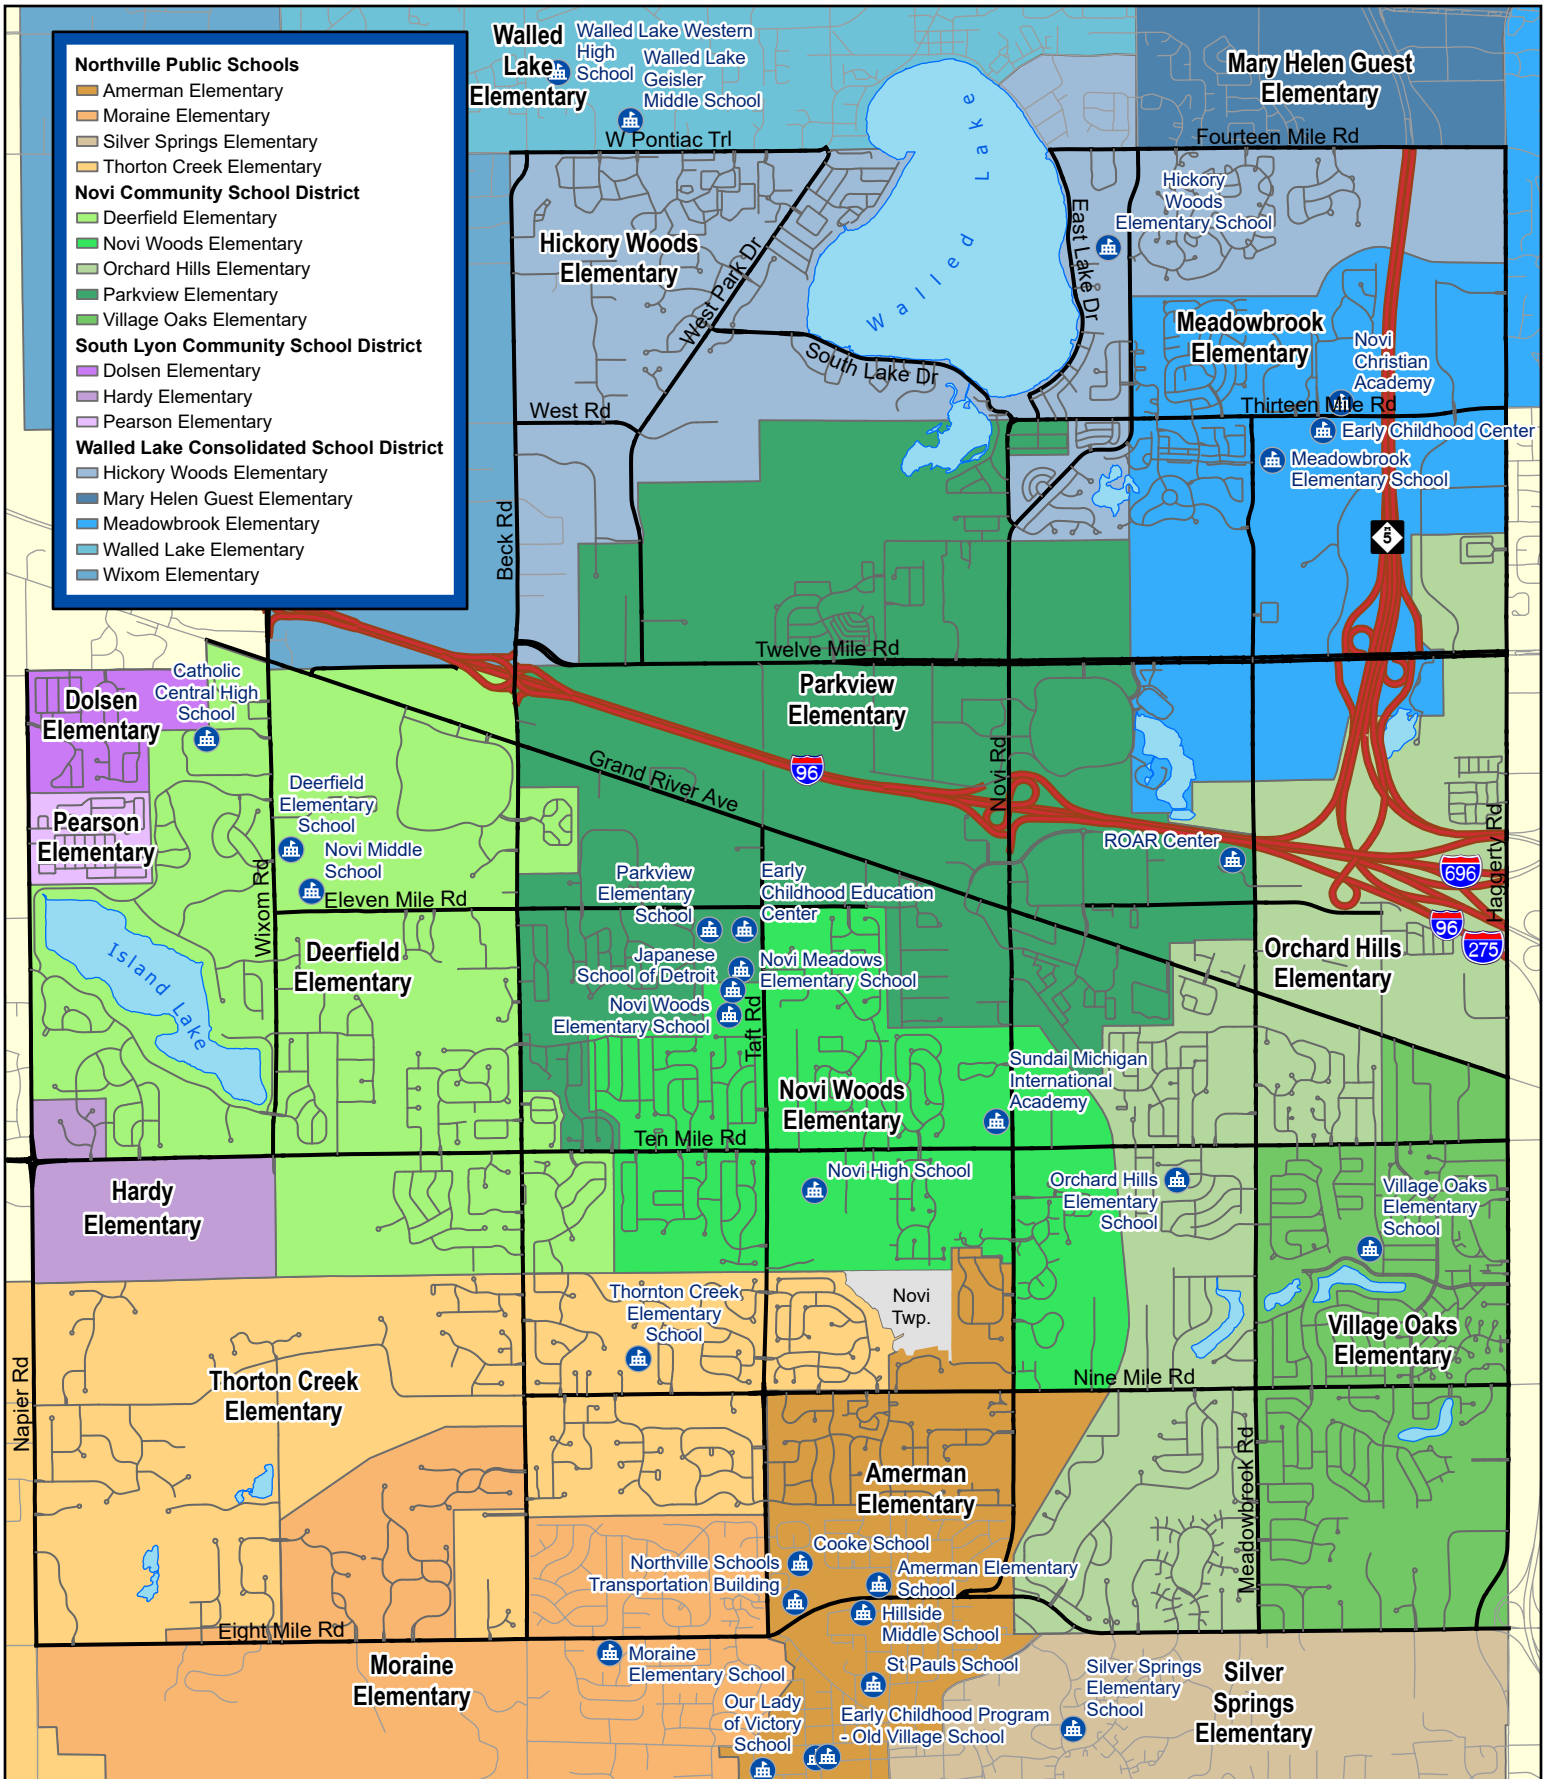 Northville Public Schools
Amerman Elementary
Moraine Elementary
Silver Springs Elementary
Thorton Creek Elementary
Novi Community School District
Deerfield Elementary
Novi Woods Elementary
Orchard Hills Elementary
Parkview Elementary
Village Oaks Elementary
South Lyon Community School District
Dolsen Elementary
Hardy Elementary
Pearson Elementary
Walled Lake Consolidated School District
Hickory Woods Elementary
Mary Helen Guest Elementary
Meadowbrook Elementary
Walled Lake Elementary
Wixom Elementary
Walled
Lake
Elementary
Walled Lake Western
High
School
Walled Lake
Geisler
Middle School
W Pontiac Trl
Mary Helen Guest
Elementary
Fourteen Mile Rd
Hickory
Woods
Elementary School
Hickory Woods
Elementary
West Park Dr
Walled Lake
East Lake Dr
South Lake Dr
West Rd
Meadowbrook
Elementary
Novi
Christian
Academy
Thirteen Mile Rd
Early Childhood Center
Meadowbrook
Elementary School
Beck Rd
M
5
Twelve Mile Rd
Catholic
Central High
School
Dolsen
Elementary
Parkview
Elementary
Grand River Ave
96
Novi Rd
Deerfield
Elementary
School
Novi Middle
School
Pearson
Elementary
Wixom Rd
Eleven Mile Rd
ROAR Center
Haggerty Rd
696
96
275
Parkview
Elementary
School
Early
Childhood Education
Center
Japanese
School of Detroit
Novi Meadows
Elementary School
Novi Woods
Elementary School
Taft Rd
Island Lake
Deerfield
Elementary
Orchard Hills
Elementary
Novi Woods
Elementary
Sundai Michigan
International
Academy
Ten Mile Rd
Novi High School
Hardy
Elementary
Orchard Hills
Elementary
School
Village Oaks
Elementary
School
Thornton Creek
Elementary
School
Novi
Twp.
Village Oaks
Elementary
Nine Mile Rd
Napier Rd
Thorton Creek
Elementary
Amerman
Elementary
Meadowbrook Rd
Cooke School
Northville Schools
Transportation Building
Amerman Elementary
School
Hillside
Middle School
Eight Mile Rd
Moraine
Elementary
Moraine
Elementary School
St Pauls School
Silver Springs
Elementary
School
Silver
Springs
Elementary
Our Lady
of Victory
School
Early Childhood Program
- Old Village School